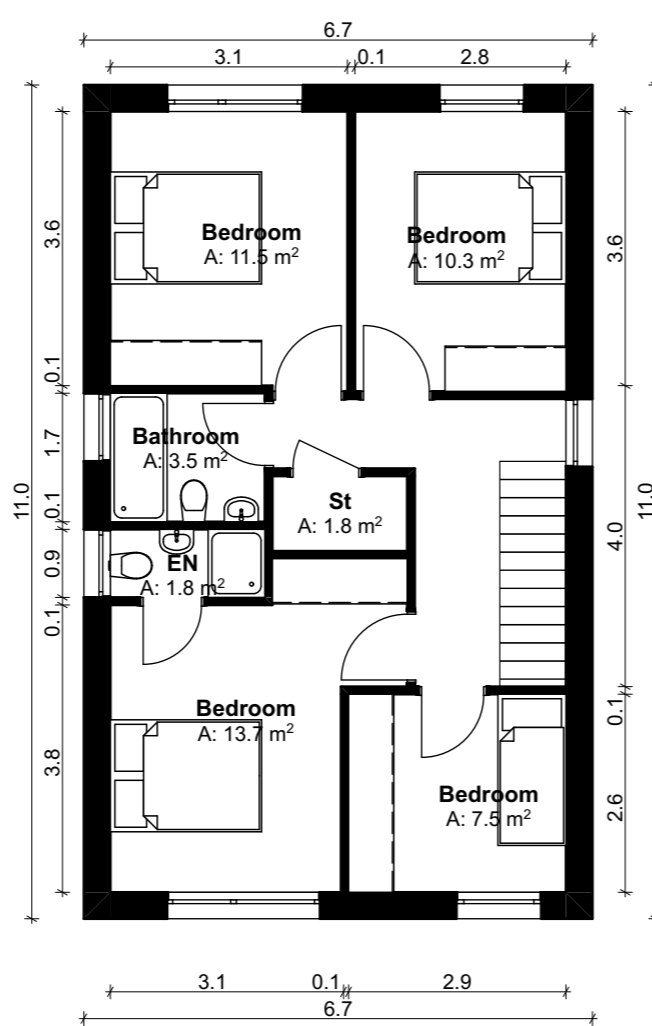 6.7
3.1 0.1 2.8
Bedroom
A: 11.5 m²
Bedroom
A: 10.3 m²
3.6
3.6
0.1
Bathroom
A: 3.5 m²
1.7
St
A: 1.8 m²
11.0
0.1
4.0
11.0
EN
A: 1.8 m²
0.9
0.1
Bedroom
A: 13.7 m²
0.1
3.8
Bedroom
A: 7.5 m²
2.6
3.1 0.1 2.9
6.7